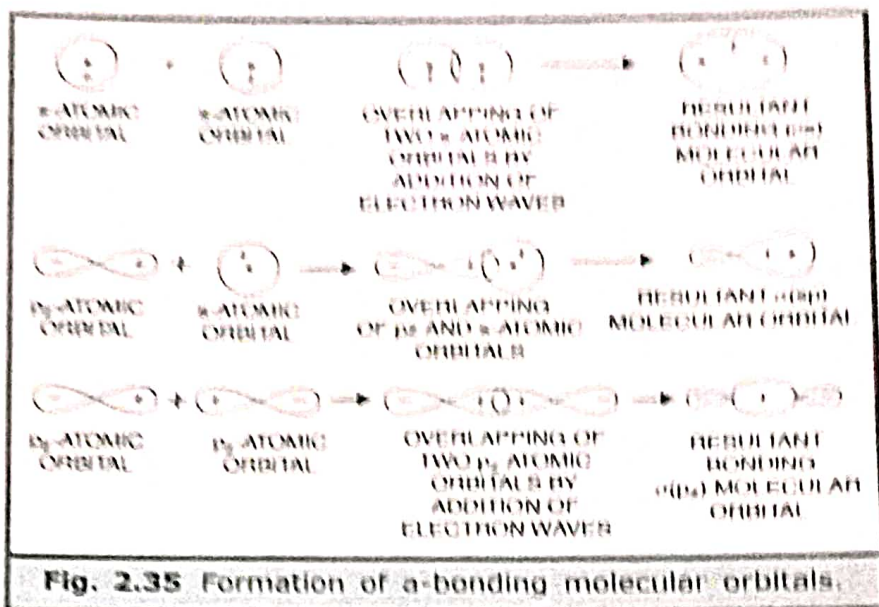 +
s-ATOMIC
ORBITAL
s-ATOMIC
ORBITAL
OVERLAPPING OF
TWO s-ATOMIC
ORBITALS BY
ADDITION OF
ELECTRON WAVES
RESULTANT
BONDING
MOLECULAR
ORBITAL
+
-ATOMIC
ORBITAL
s-ATOMIC
ORBITAL
OVERLAPPING
OF AND s-ATOMIC
ORBITALS
RESULTANT
MOLECULAR ORBITAL
+
-ATOMIC
ORBITAL
-ATOMIC
ORBITAL
OVERLAPPING OF
TWO ATOMIC
ORBITALS BY
ADDITION OF
ELECTRON WAVES
RESULTANT
BONDING
MOLECULAR
ORBITAL
Fig. 2.35 Formation of σ-bonding molecular orbitals.